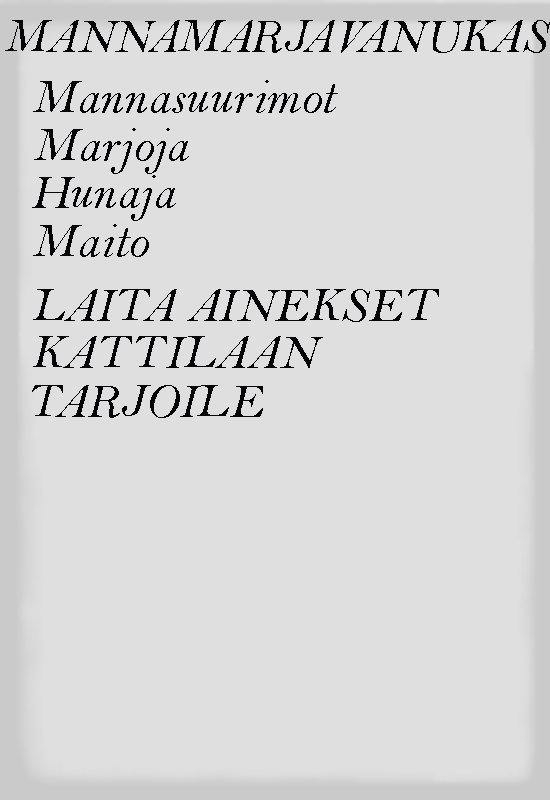 MANNAMARJAVANUKAS
Mannasuurimot
Marjoja
Hunaja
Maito
LAITA AINEKSET
KATTILAAN
TARJOILE